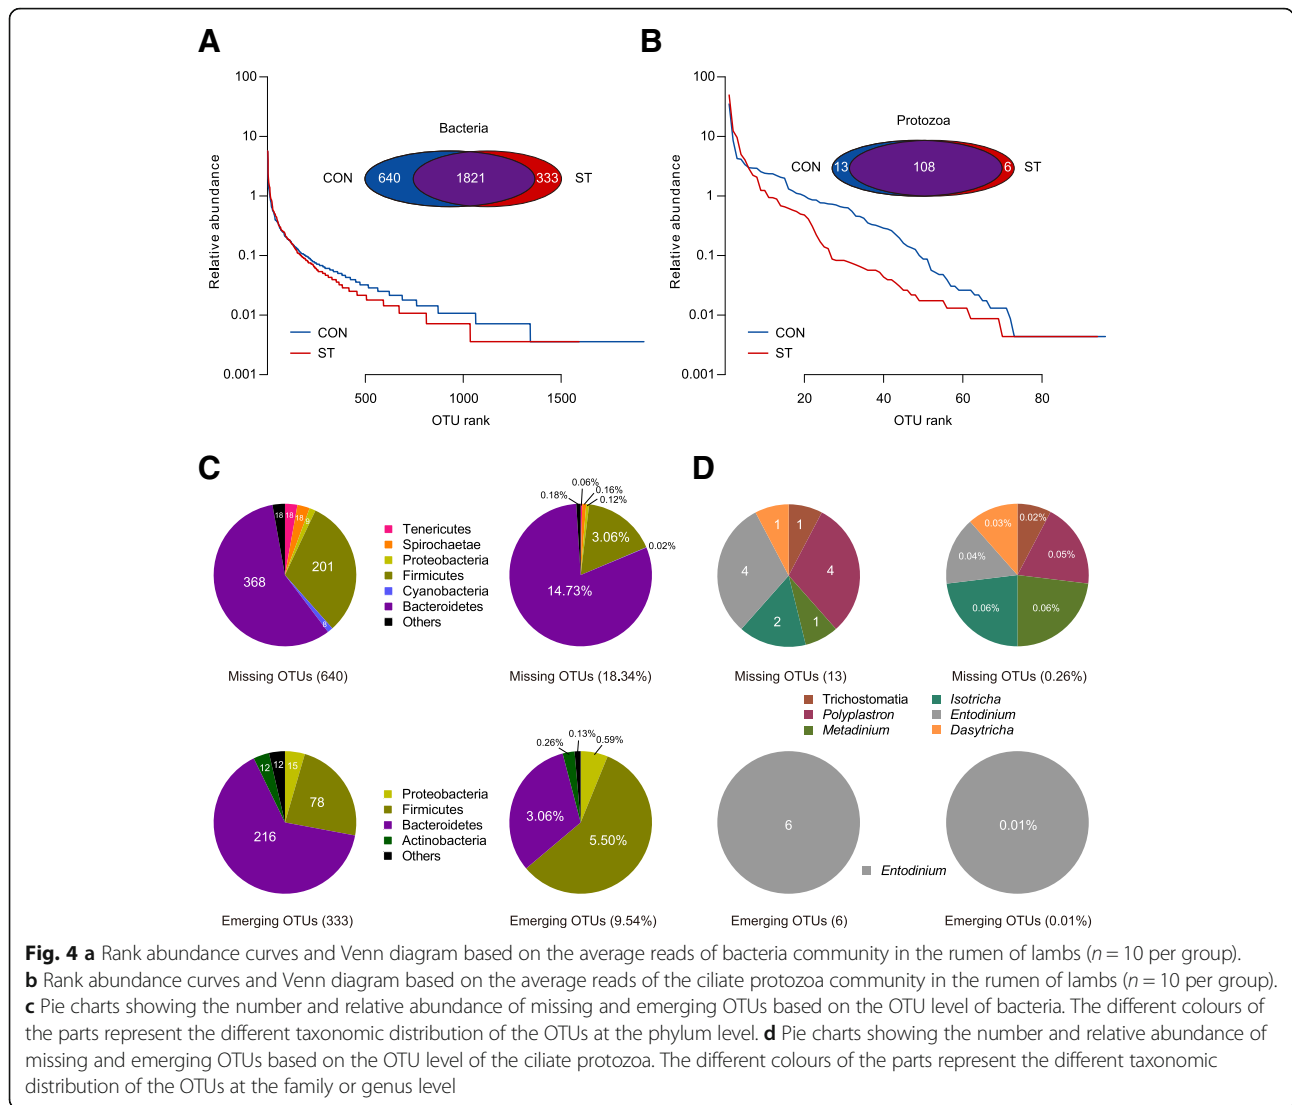 A
100
10
1
0.1
0.01
0.001
Relative abundance
Bacteria
CON 640 1821 333 ST
CON
ST
500 1000 1500
OTU rank
B
100
10
1
0.1
0.01
0.001
Relative abundance
Protozoa
CON 13 108 6 ST
CON
ST
20 40 60 80
OTU rank
C
18 18 18
201
368
8
Missing OTUs (640)
Tenericutes
Spirochaetae
Proteobacteria
Firmicutes
Cyanobacteria
Bacteroidetes
Others
0.06%
0.18% 0.16%
0.12%
3.06%
0.02%
14.73%
Missing OTUs (18.34%)
12 12 15
78
216
Emerging OTUs (333)
Proteobacteria
Firmicutes
Bacteroidetes
Actinobacteria
Others
0.13%
0.26% 0.59%
3.06%
5.50%
Emerging OTUs (9.54%)
D
1 1
4 4
2 1
Missing OTUs (13)
0.03% 0.02%
0.04% 0.05%
0.06% 0.06%
Missing OTUs (0.26%)
Trichostomatia Isotricha
Polyplastron Entodinium
Metadinium Dasytricha
6
Emerging OTUs (6)
Entodinium
0.01%
Emerging OTUs (0.01%)
Fig. 4 a Rank abundance curves and Venn diagram based on the average reads of bacteria community in the rumen of lambs (n = 10 per group).
b Rank abundance curves and Venn diagram based on the average reads of the ciliate protozoa community in the rumen of lambs (n = 10 per group).
c Pie charts showing the number and relative abundance of missing and emerging OTUs based on the OTU level of bacteria. The different colours of
the parts represent the different taxonomic distribution of the OTUs at the phylum level. d Pie charts showing the number and relative abundance of
missing and emerging OTUs based on the OTU level of the ciliate protozoa. The different colours of the parts represent the different taxonomic
distribution of the OTUs at the family or genus level